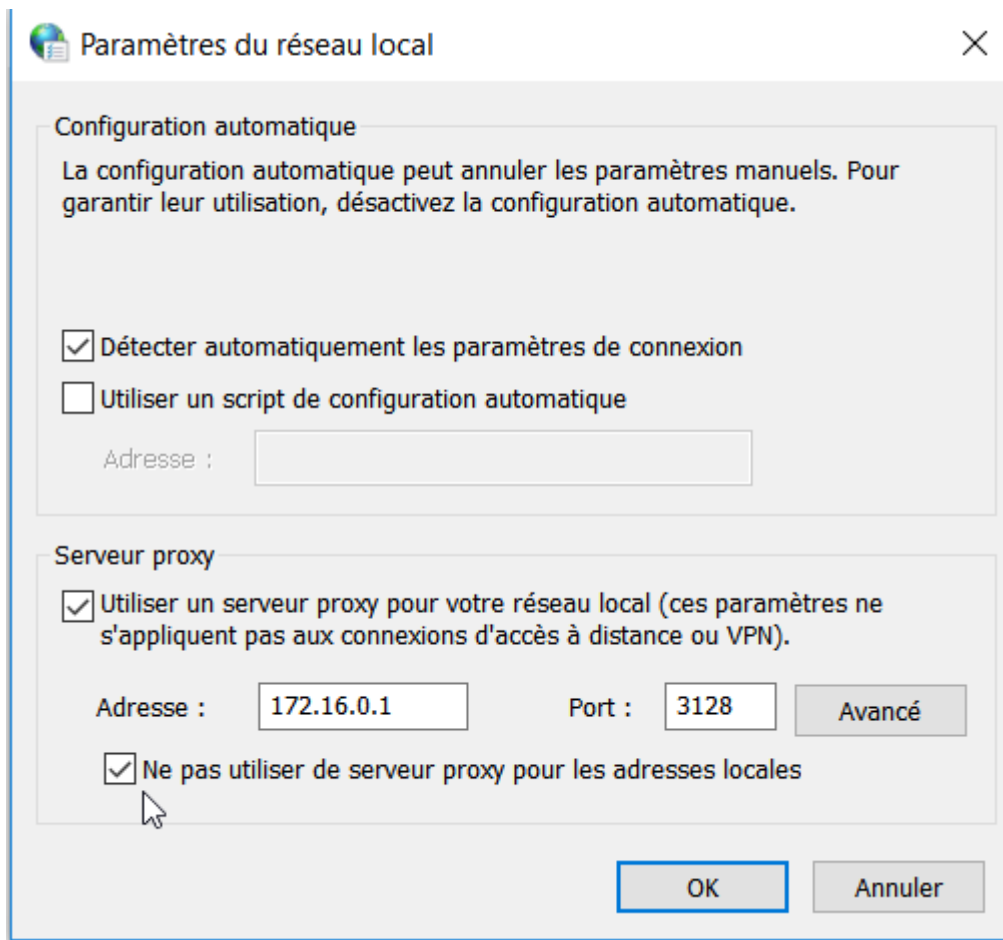 Paramètres du réseau local
Configuration automatique
La configuration automatique peut annuler les paramètres manuels. Pour
garantir leur utilisation, désactivez la configuration automatique.
Détecter automatiquement les paramètres de connexion
Utiliser un script de configuration automatique
Adresse :
Serveur proxy
Utiliser un serveur proxy pour votre réseau local (ces paramètres ne
s'appliquent pas aux connexions d'accès à distance ou VPN).
Adresse : 172.16.0.1 Port : 3128 Avancé
Ne pas utiliser de serveur proxy pour les adresses locales
OK Annuler